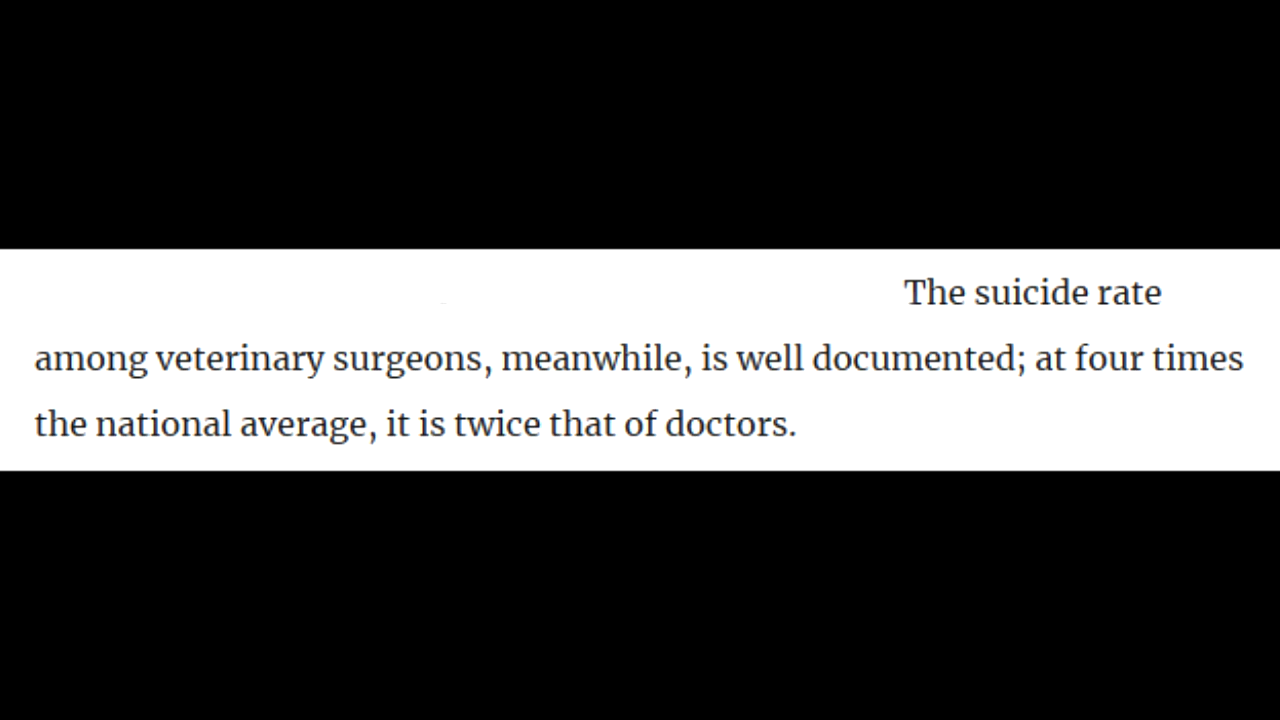 The suicide rate
among veterinary surgeons, meanwhile, is well documented; at four times
the national average, it is twice that of doctors.